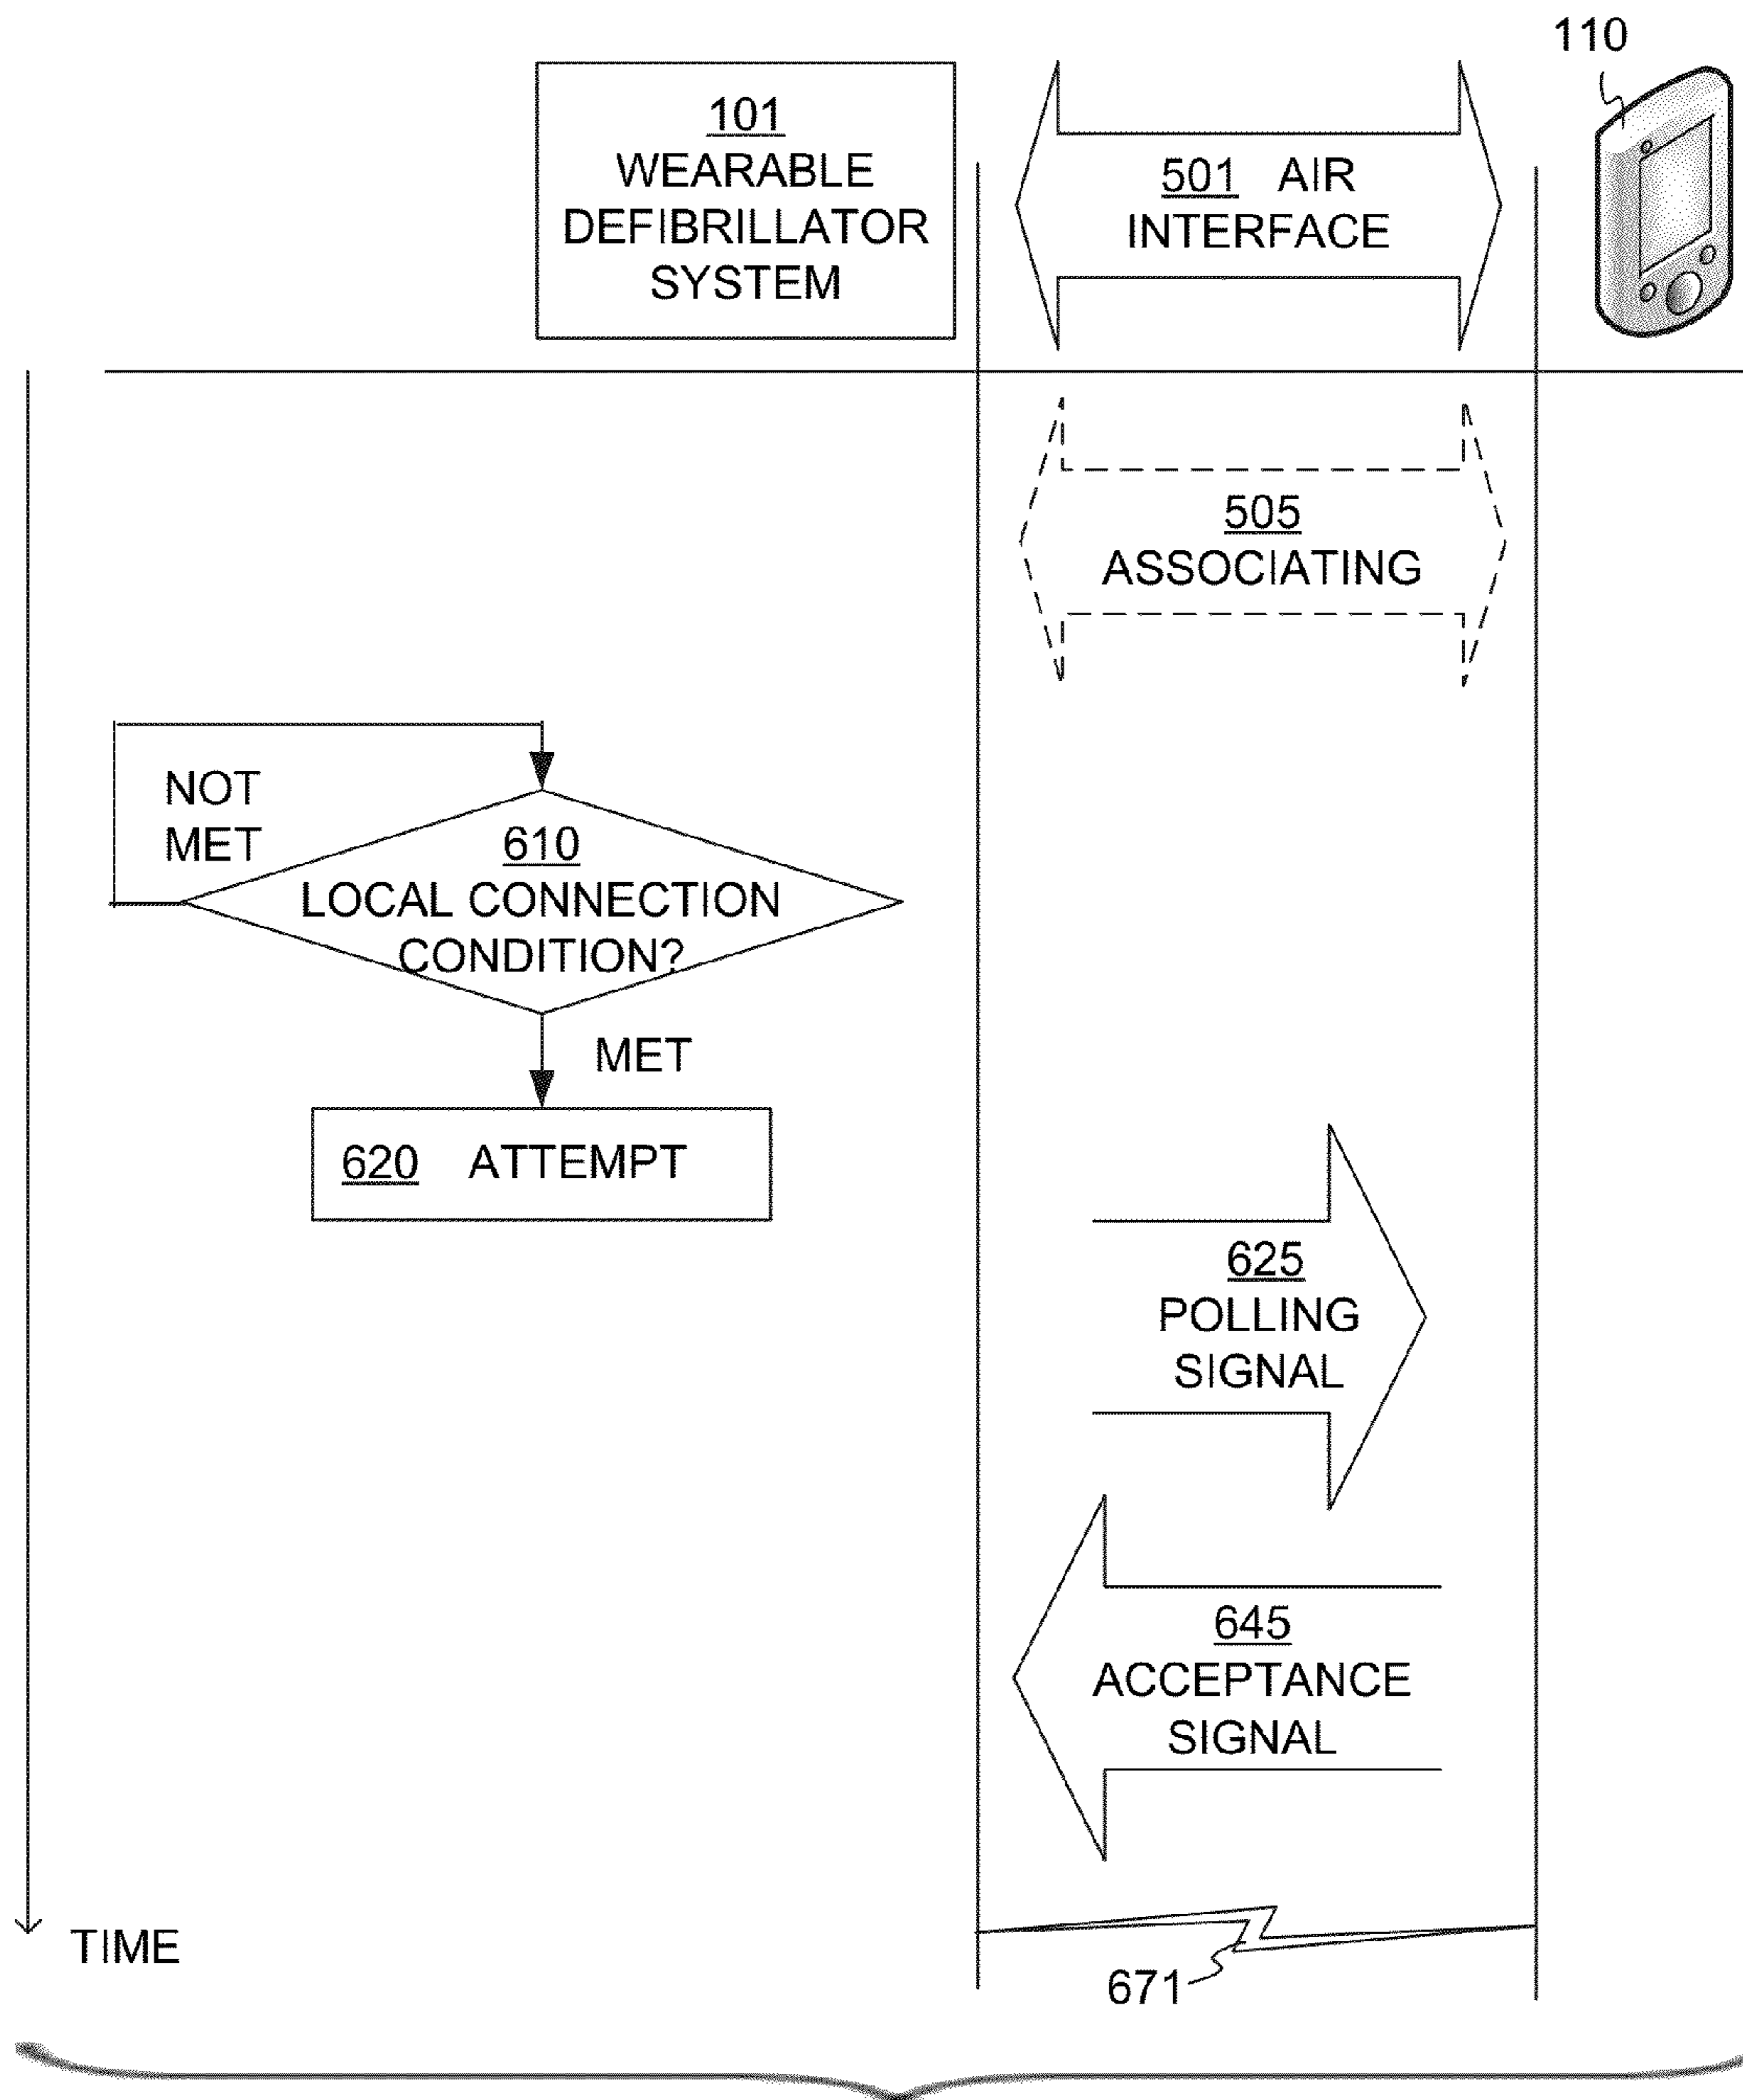 110
101
WEARABLE
DEFIBRILLATOR
SYSTEM
501 AIR
INTERFACE
505
ASSOCIATING
NOT
MET
610
LOCAL CONNECTION
CONDITION?
MET
620 ATTEMPT
625
POLLING
SIGNAL
645
ACCEPTANCE
SIGNAL
TIME
671